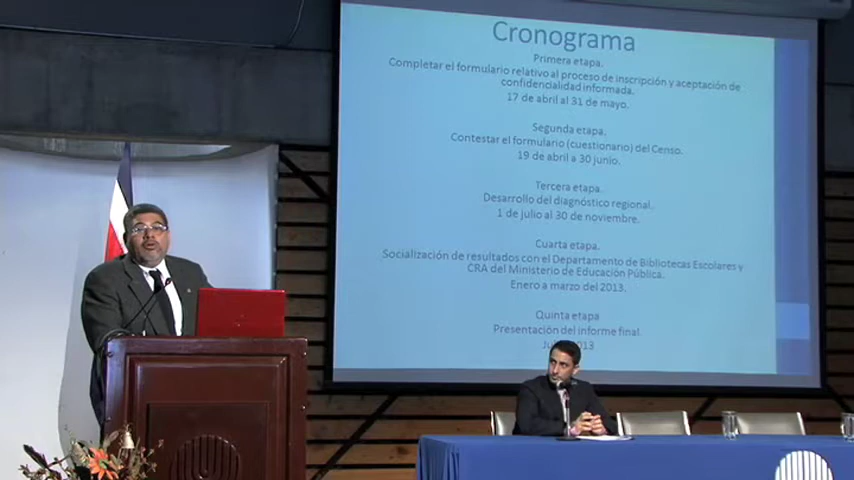 Cronograma
Primera etapa.
Completar el formulario relativo al proceso de inscripción y aceptación de
confidencialidad informada.
17 de abril al 31 de mayo.
Segunda etapa.
Contestar el formulario (cuestionario) del Censo.
19 de abril a 30 junio.
Tercera etapa.
Desarrollo del diagnóstico regional.
1 de julio al 30 de noviembre.
Cuarta etapa.
Socialización de resultados con el Departamento de Bibliotecas Escolares y
CRA del Ministerio de Educación Pública.
Enero a marzo del 2013.
Quinta etapa
Presentación del informe final.